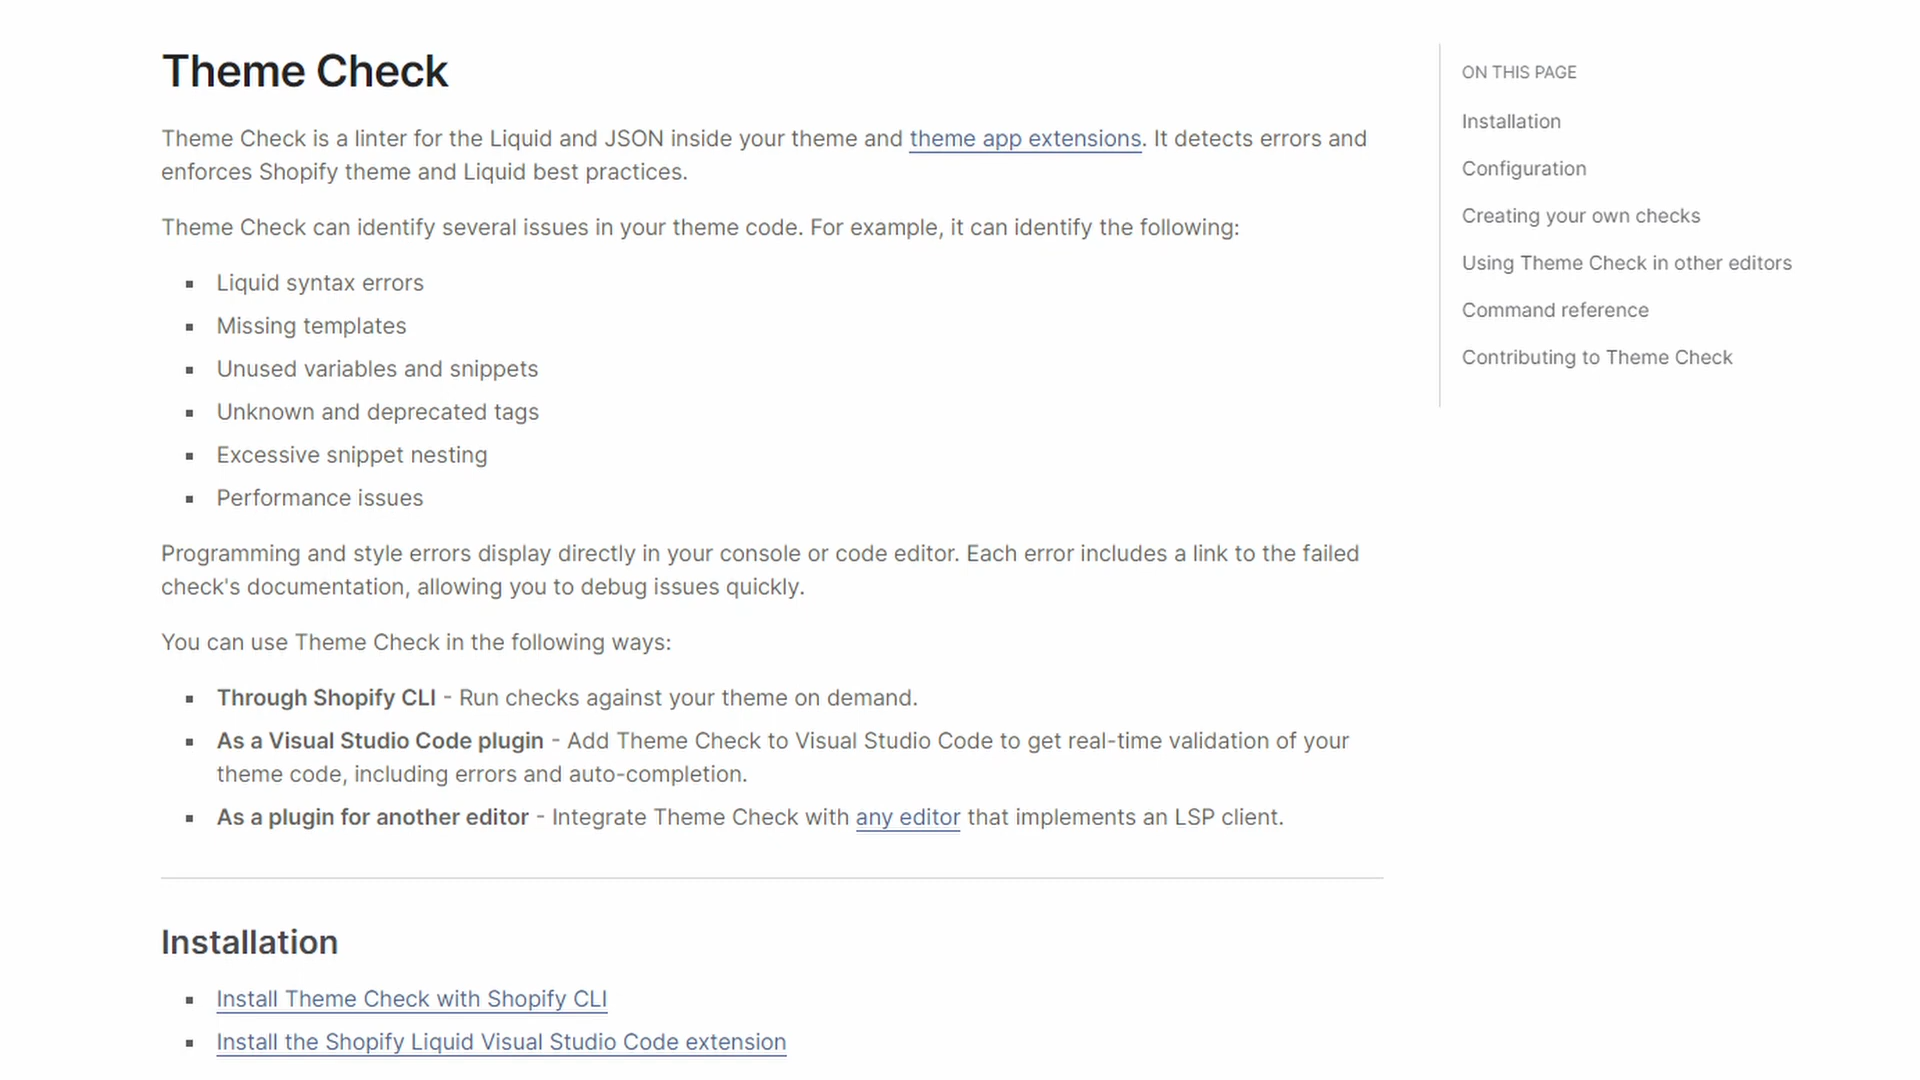 Theme Check
Theme Check is a linter for the Liquid and JSON inside your theme and theme app extensions. It detects errors and
enforces Shopify theme and Liquid best practices.
Theme Check can identify several issues in your theme code. For example, it can identify the following:
Liquid syntax errors
Missing templates
Unused variables and snippets
Unknown and deprecated tags
Excessive snippet nesting
Performance issues
Programming and style errors display directly in your console or code editor. Each error includes a link to the failed
check's documentation, allowing you to debug issues quickly.
You can use Theme Check in the following ways:
Through Shopify CLI - Run checks against your theme on demand.
As a Visual Studio Code plugin - Add Theme Check to Visual Studio Code to get real-time validation of your
theme code, including errors and auto-completion.
As a plugin for another editor - Integrate Theme Check with any editor that implements an LSP client.
Installation
Install Theme Check with Shopify CLI
Install the Shopify Liquid Visual Studio Code extension
ON THIS PAGE
Installation
Configuration
Creating your own checks
Using Theme Check in other editors
Command reference
Contributing to Theme Check